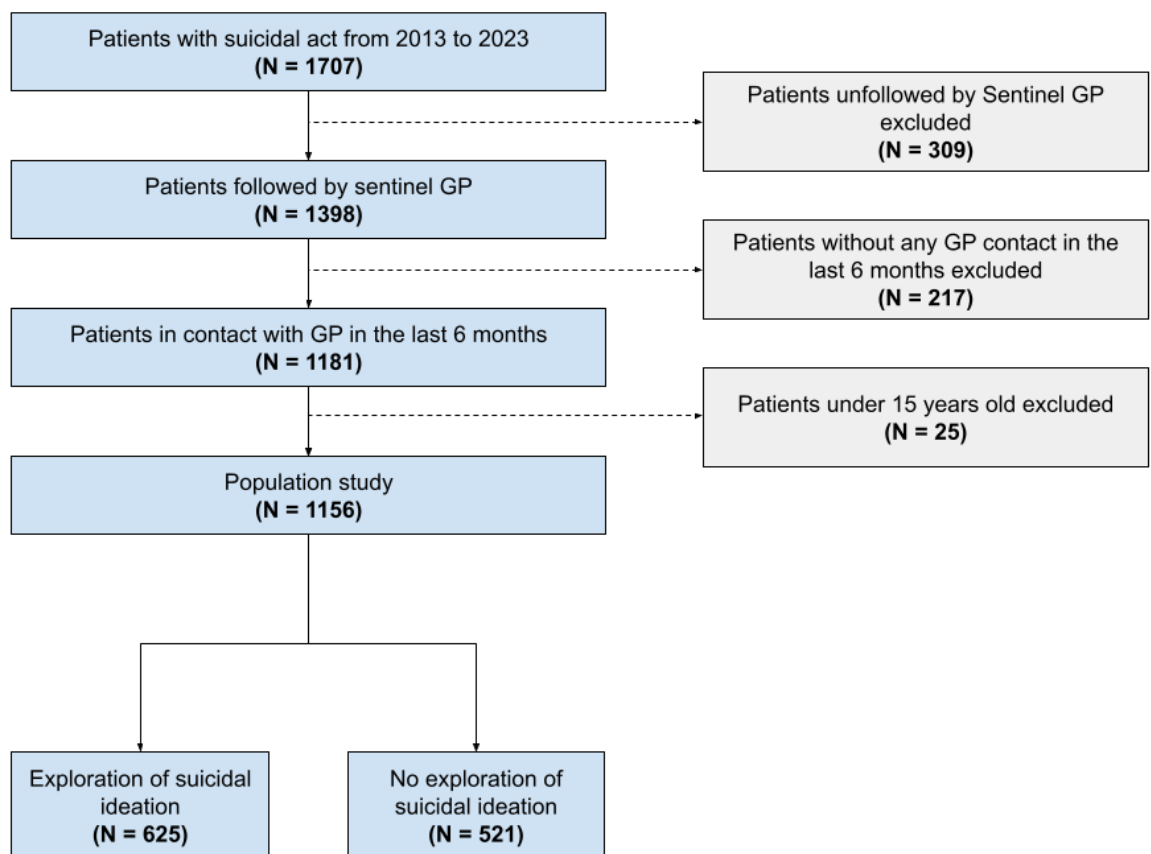 Patients with suicidal act from 2013 to 2023
(N = 1707)
Patients unfollowed by Sentinel GP
excluded
(N = 309)
Patients followed by sentinel GP
(N = 1398)
Patients without any GP contact in the
last 6 months excluded
(N = 217)
Patients in contact with GP in the last 6 months
(N = 1181)
Patients under 15 years old excluded
(N = 25)
Population study
(N = 1156)
Exploration of suicidal
ideation
(N = 625)
No exploration of
suicidal ideation
(N = 521)